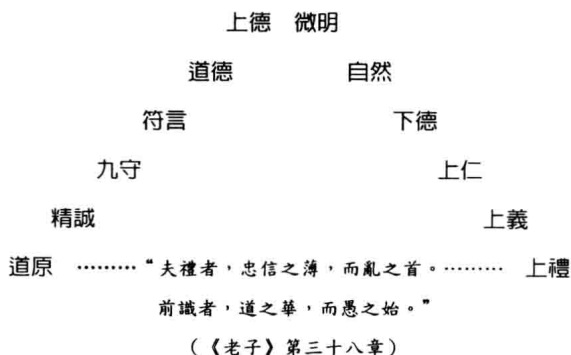 上德 微明
道德 自然
符言 下德
九守 上仁
精誠 上義
道原 ………“夫禮者，忠信之薄，而亂之首。……… 上禮
前識者，道之華，而愚之始。”
（《老子》第三十八章）